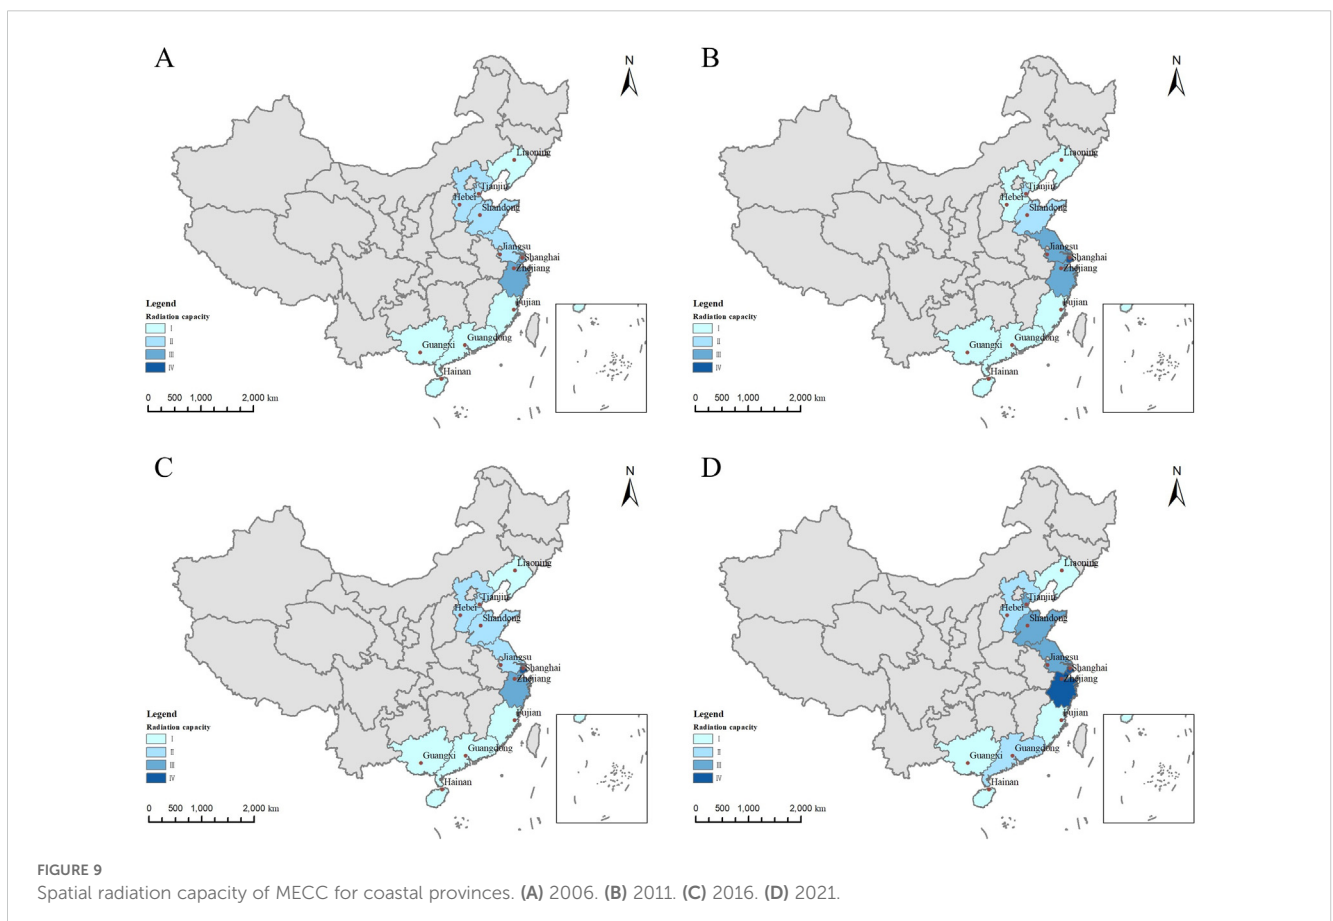 A
N
Liaoning
Tianjin
Hebei
Shandong
Jiangsu
Shanghai
Zhejiang
Fujian
Guangxi
Guangdong
Hainan
Legend
Radiation capacity
I
II
III
IV
0 500 1,000 2,000 km
B
N
Liaoning
Tianjin
Hebei
Shandong
Jiangsu
Shanghai
Zhejiang
Fujian
Guangxi
Guangdong
Hainan
Legend
Radiation capacity
I
II
III
IV
0 500 1,000 2,000 km
C
N
Liaoning
Tianjin
Hebei
Shandong
Jiangsu
Shanghai
Zhejiang
Fujian
Guangxi
Guangdong
Hainan
Legend
Radiation capacity
I
II
III
IV
0 500 1,000 2,000 km
D
N
Liaoning
Tianjin
Hebei
Shandong
Jiangsu
Shanghai
Zhejiang
Fujian
Guangxi
Guangdong
Hainan
Legend
Radiation capacity
I
II
III
IV
0 500 1,000 2,000 km
FIGURE 9
Spatial radiation capacity of MECC for coastal provinces. (A) 2006. (B) 2011. (C) 2016. (D) 2021.